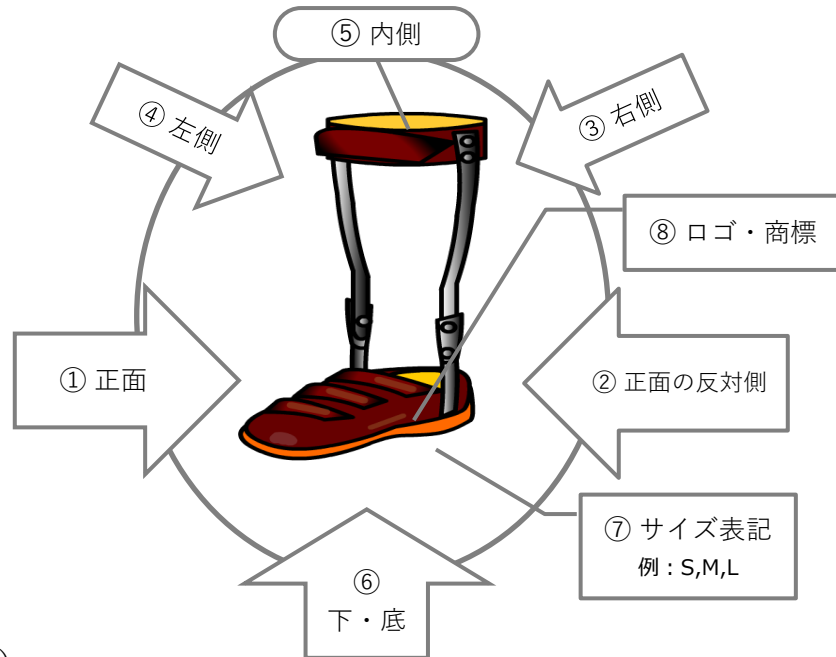 ⑤ 内側
④ 左側
③ 右側
⑧ ロゴ・商標
① 正面
② 正面の反対側
⑦ サイズ表記
例：S,M,L
⑥
下・底